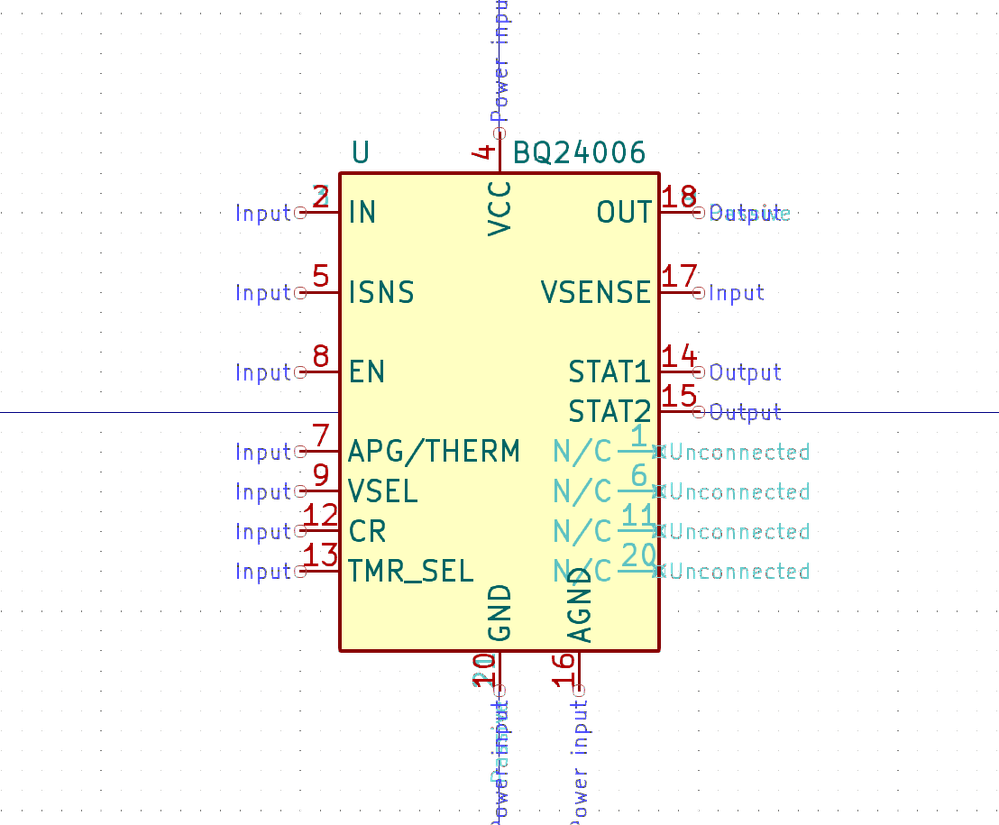 Power input
4
U BQ24006
VCC
Input 2 IN OUT 18 Output
Passive
Input 5 ISNS VSENSE 17 Input
Input 8 EN STAT1 14 Output
STAT2 15 Output
Input 7 APG/THERM N/C 1 Unconnected
Input 9 VSEL N/C 6 Unconnected
Input 12 CR N/C 11 Unconnected
Input 13 TMR_SEL N/C 20 Unconnected
GND AGND
10 16
Power input Power input
Passive